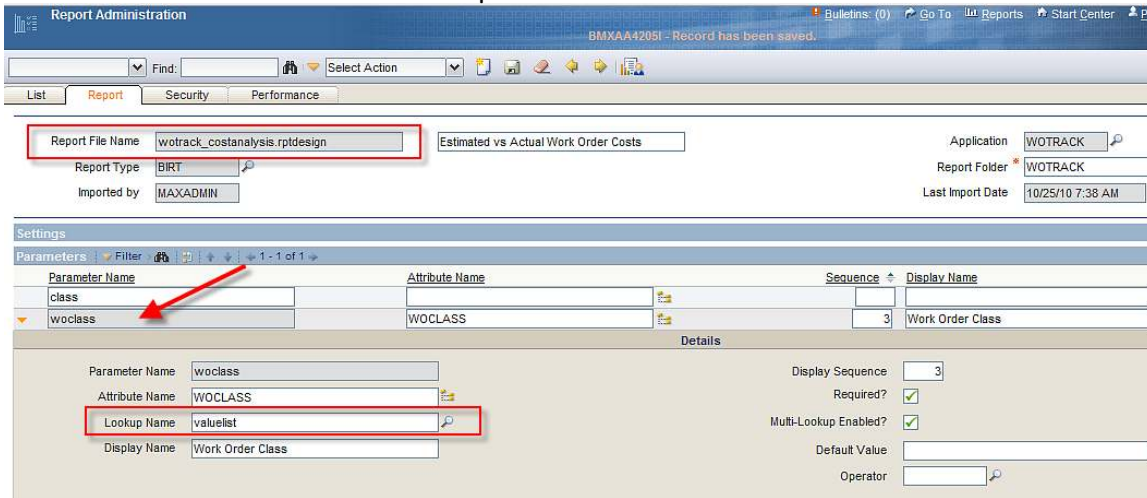 Report Administration
Bulletins: (0) Go To Reports Start Center P
BMXAA4205I - Record has been saved.
Find: Select Action
List Report Security Performance
Report File Name wotrack_costanalysis.rptdesign Estimated vs Actual Work Order Costs Application WOTRACK
Report Type BIRT Report Folder * WOTRACK
Imported by MAXADMIN Last Import Date 10/25/10 7:38 AM
Settings
Parameters Filter 1 - 1 of 1
Parameter Name Attribute Name Sequence Display Name
class
woclass WOCLASS 3 Work Order Class
Details
Parameter Name woclass Display Sequence 3
Attribute Name WOCLASS Required?
Lookup Name valuelist Multi-Lookup Enabled?
Display Name Work Order Class Default Value
Operator